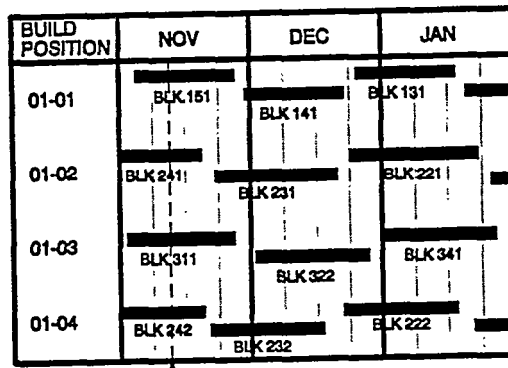 BUILD POSITION NOV DEC JAN
01-01
BLK 151 BLK 141 BLK 131
01-02
BLK 241 BLK 231 BLK 221
01-03
BLK 311 BLK 322 BLK 341
01-04
BLK 242 BLK 232 BLK 222